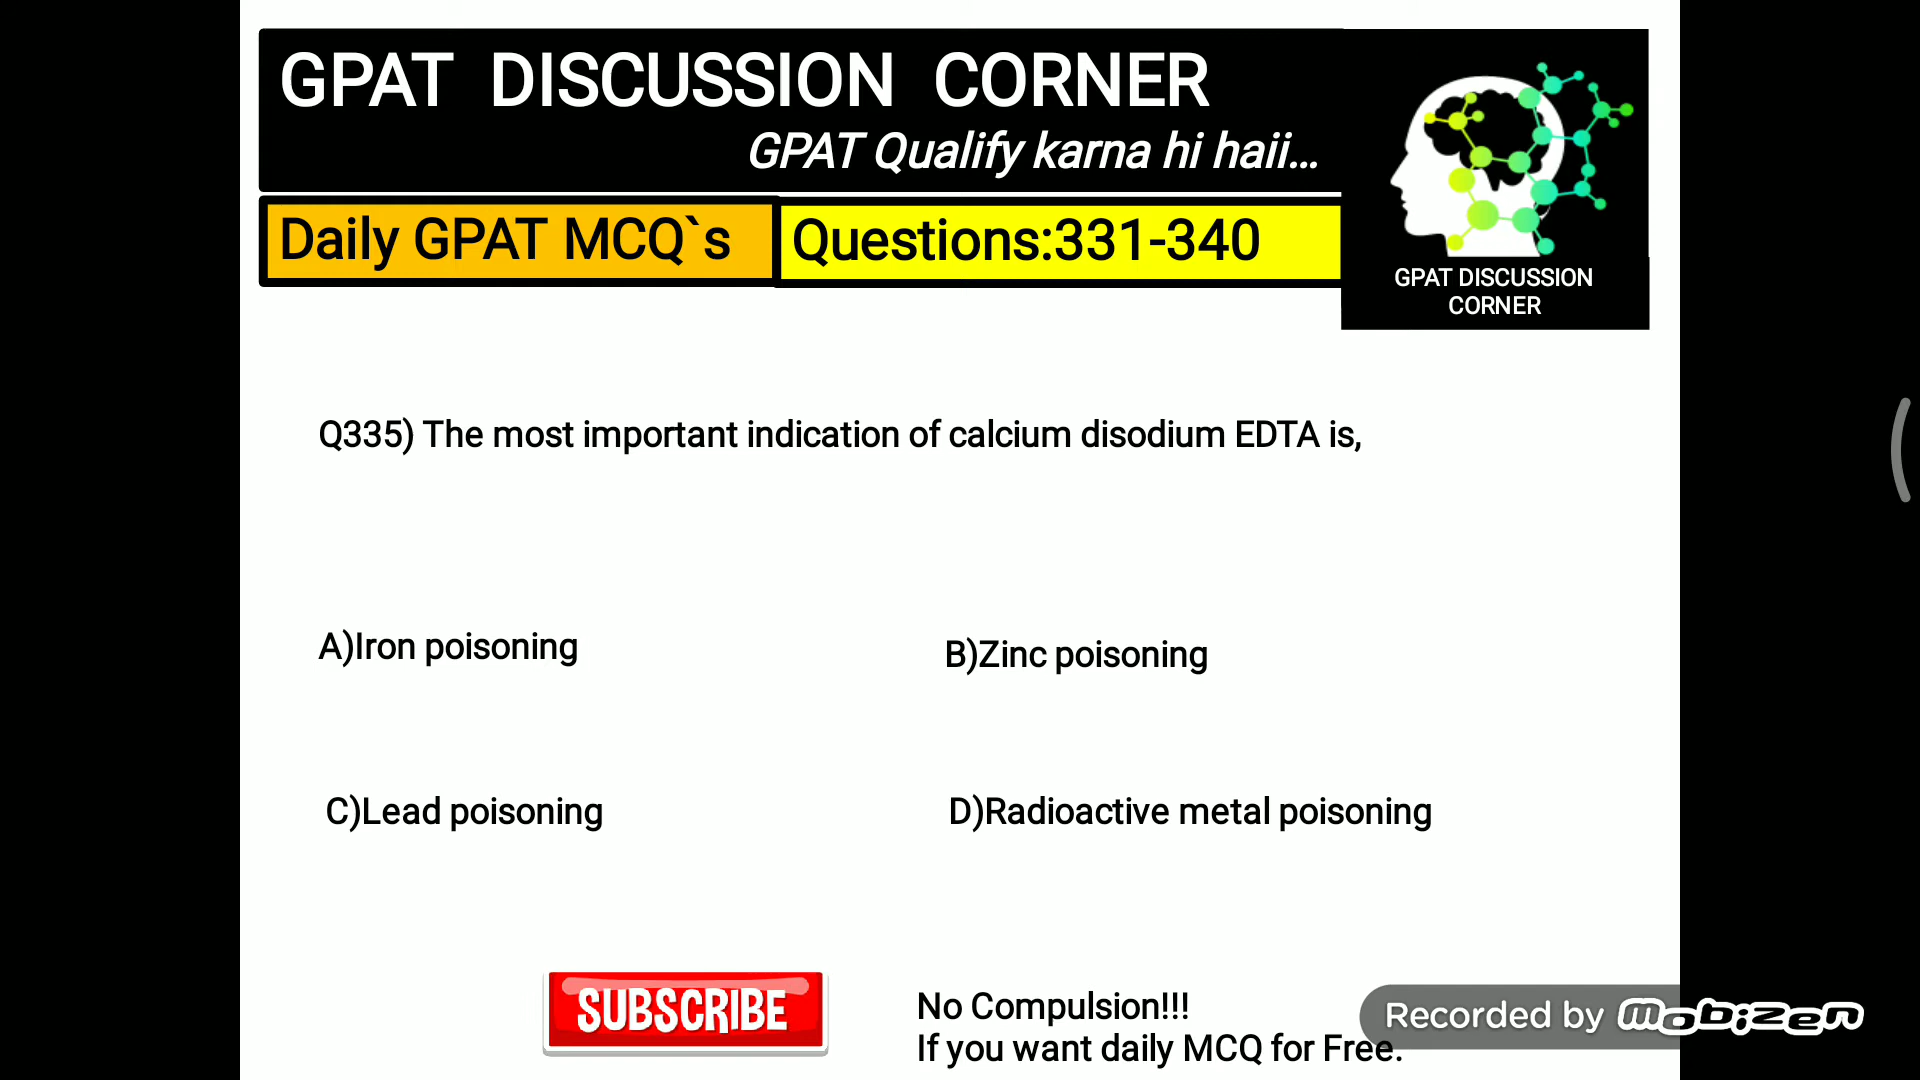 GPAT DISCUSSION CORNER
GPAT Qualify karna hi haii...
Daily GPAT MCQ`s
Questions:331-340
GPAT DISCUSSION
CORNER
Q335) The most important indication of calcium disodium EDTA is,
A)Iron poisoning
B)Zinc poisoning
C)Lead poisoning
D)Radioactive metal poisoning
SUBSCRIBE
No Compulsion!!!
If you want daily MCQ for Free.
Recorded by mobizen